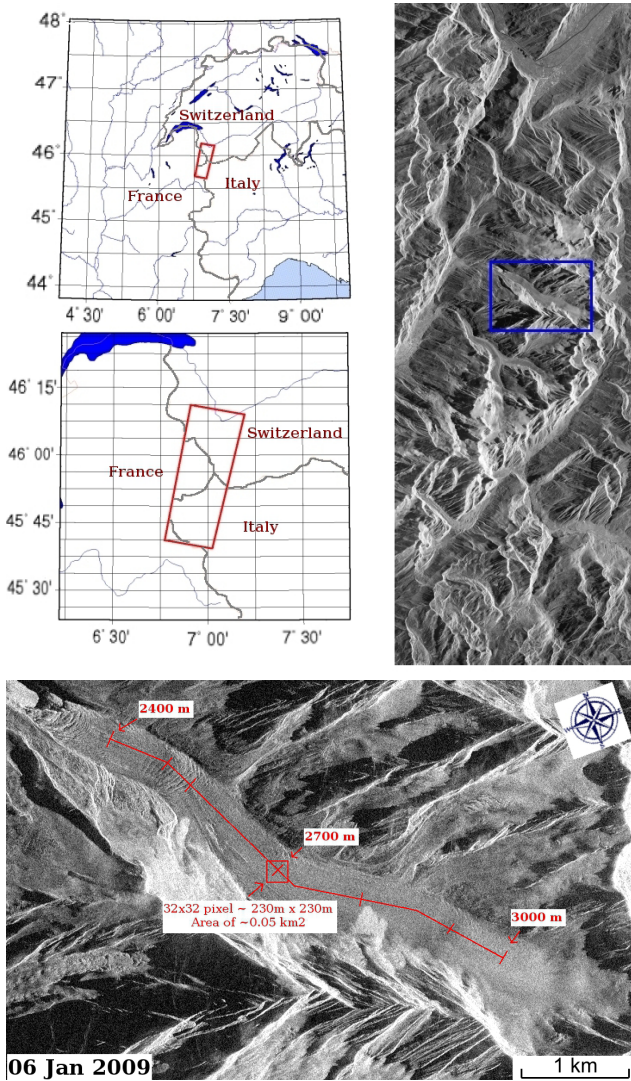 48°
47°
Switzerland
46°
Italy
France
45°
44°
4° 30' 6° 00' 7° 30' 9° 00'
46° 15'
Switzerland
46° 00'
France
45° 45'
Italy
45° 30'
6° 30' 7° 00' 7° 30'
2400 m
2700 m
32x32 pixel ~ 230m x 230m
Area of ~0.05 km2
3000 m
06 Jan 2009
1 km